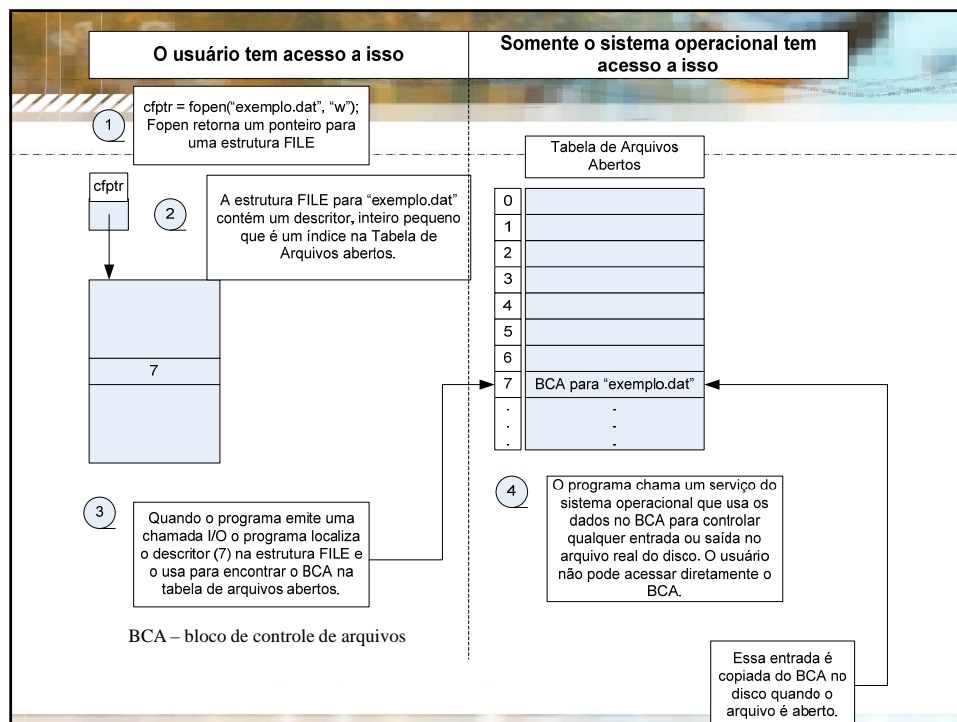 O usuário tem acesso a isso
Somente o sistema operacional tem
acesso a isso
1
cfptr = fopen(“exemplo.dat”, “w”);
Fopen retorna um ponteiro para
uma estrutura FILE
cfptr
2
A estrutura FILE para “exemplo.dat”
contém um descritor, inteiro pequeno
que é um índice na Tabela de
Arquivos abertos.
7
3
Quando o programa emite uma
chamada I/O o programa localiza
o descritor (7) na estrutura FILE e
o usa para encontrar o BCA na
tabela de arquivos abertos.
BCA – bloco de controle de arquivos
Tabela de Arquivos
Abertos
0
1
2
3
4
5
6
7 BCA para “exemplo.dat”
. -
. -
. -
4
O programa chama um serviço do
sistema operacional que usa os
dados no BCA para controlar
qualquer entrada ou saída no
arquivo real do disco. O usuário
não pode acessar diretamente o
BCA.
Essa entrada é
copiada do BCA no
disco quando o
arquivo é aberto.